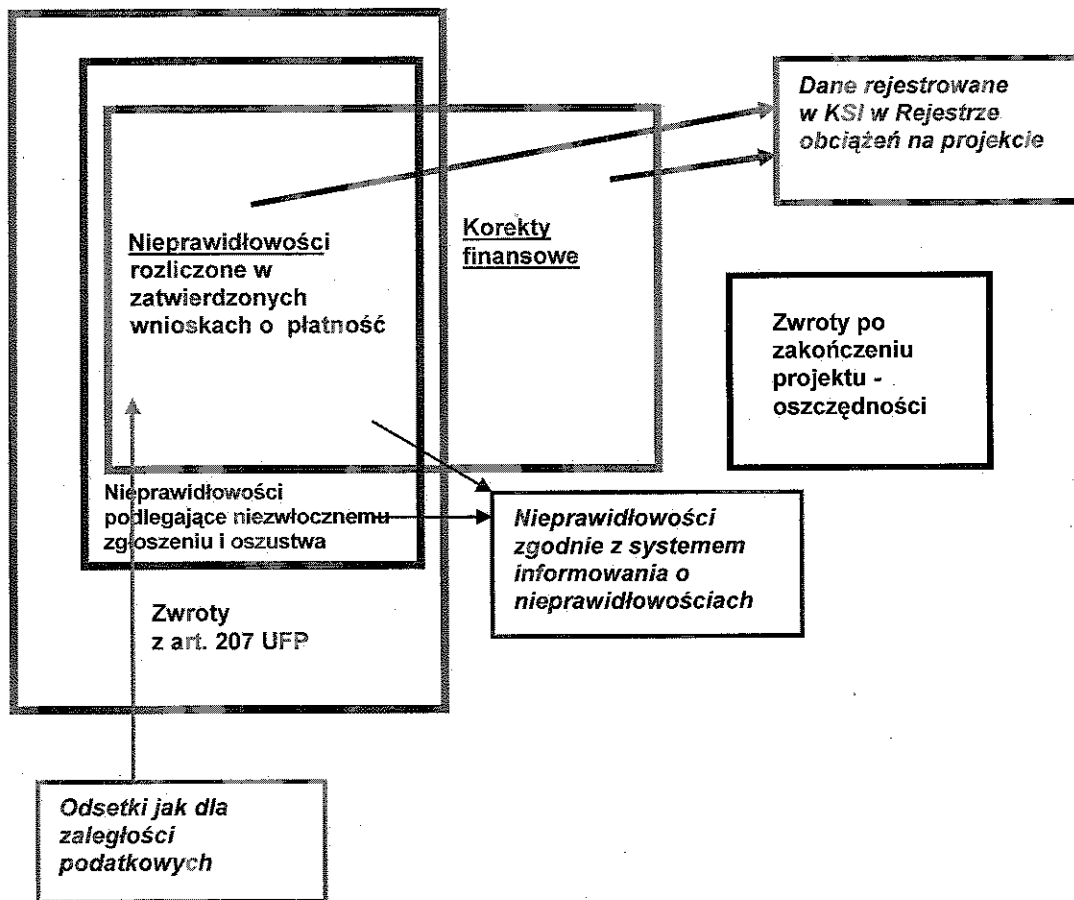 Dane rejestrowane
w KSI w Rejestrze
obciążeń na projekcie
Nieprawidłowości
rozliczone w
zatwierdzonych
wnioskach o płatność
Korekty
finansowe
Zwroty po
zakończeniu
projektu -
oszczędności
Nieprawidłowości
podlegające niezwłocznemu
zgłoszeniu i oszustwa
Nieprawidłowości
zgodnie z systemem
informowania o
nieprawidłowościach
Zwroty
z art. 207 UFP
Odsetki jak dla
zaległości
podatkowych